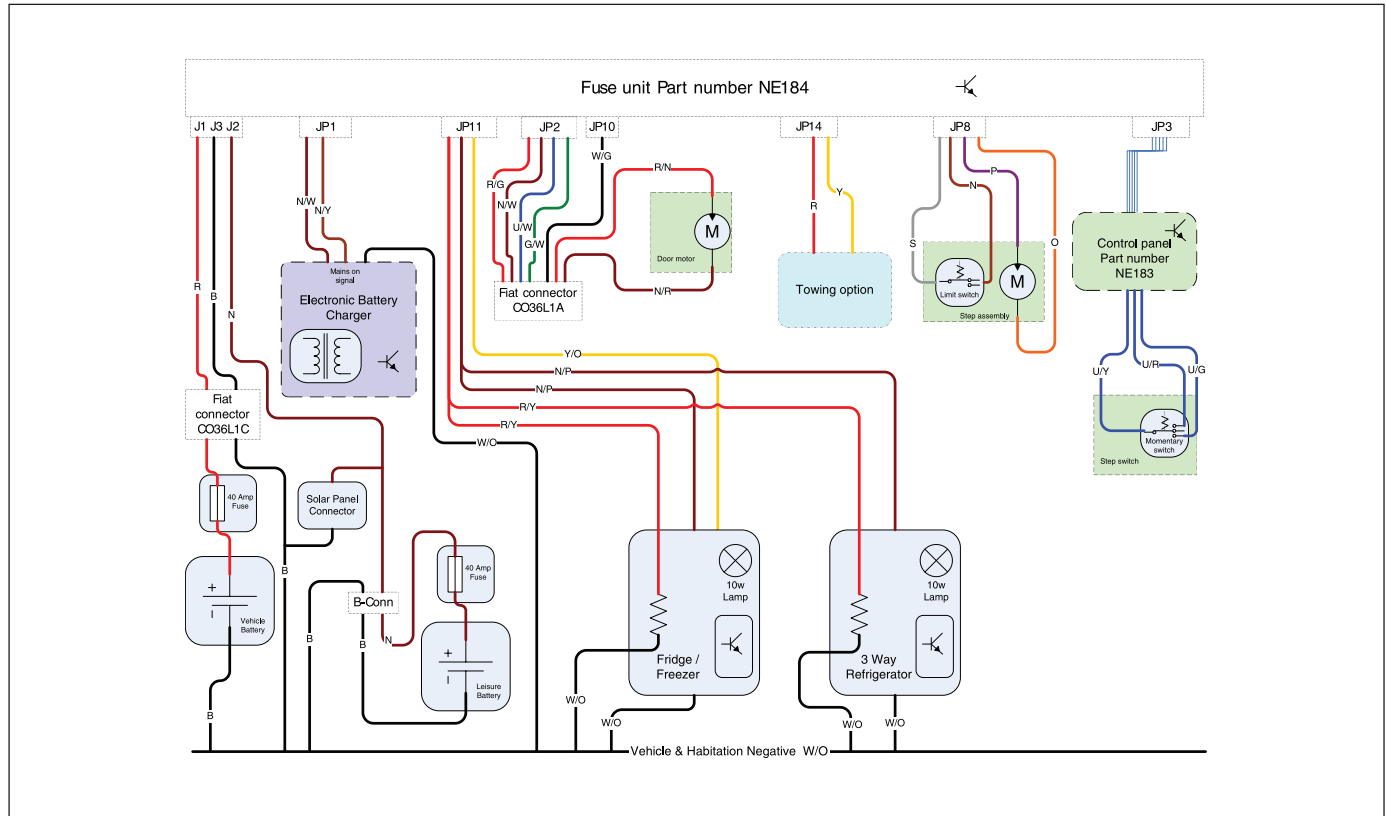 Fuse unit Part number NE184
J1 J3 J2
JP1
JP11
JP2
JP10
JP14
JP8
JP3
R
B
N
N/W
N/Y
R/G
N/W
U/W
G/W
W/G
R/N
N/R
M
Door motor
Fiat connector
CO36L1A
R
Y
Towing option
S
N
P
O
Limit switch
M
Step assembly
Control panel
Part number
NE183
U/Y
U/R
U/G
Momentary
switch
Step switch
Mains on
signal
Electronic Battery
Charger
Fiat
connector
CO36L1C
Y/O
N/P
N/P
R/Y
R/Y
W/O
40 Amp
Fuse
Solar Panel
Connector
+
–
Vehicle
Battery
B
B
B
B-Conn
B
N
40 Amp
Fuse
+
–
Leisure
Battery
10w
Lamp
Fridge /
Freezer
W/O
W/O
10w
Lamp
3 Way
Refrigerator
W/O
W/O
Vehicle & Habitation Negative W/O